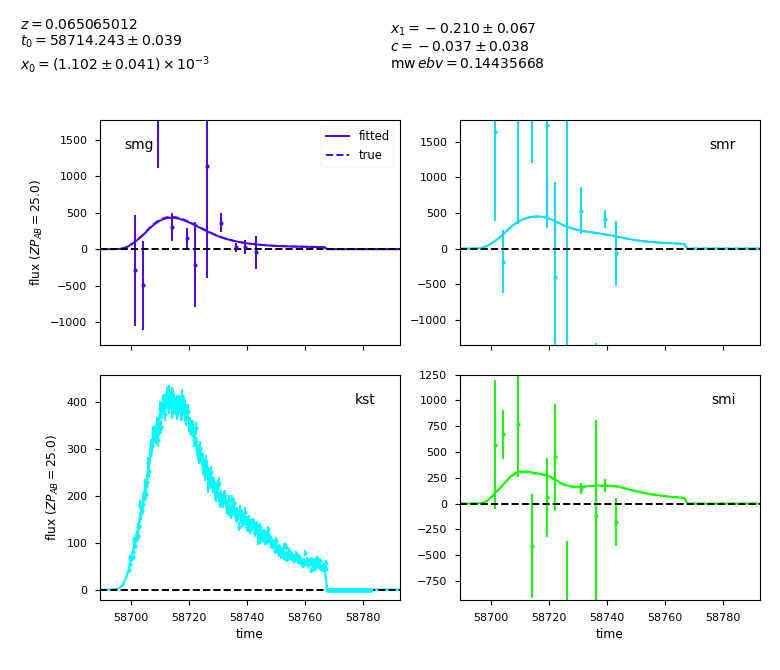 z = 0.065065012
t₀ = 58714.243 ± 0.039
x₀ = (1.102 ± 0.041) × 10⁻³
x₁ = −0.210 ± 0.067
c = −0.037 ± 0.038
mw ebv = 0.14435668
flux (ZP_AB = 25.0)
1500
1000
500
0
−500
−1000
smg
fitted
true
1500
1000
500
0
−500
−1000
smr
flux (ZP_AB = 25.0)
400
300
200
100
0
kst
58700 58720 58740 58760 58780
time
1250
1000
750
500
250
0
−250
−500
−750
smi
58700 58720 58740 58760 58780
time